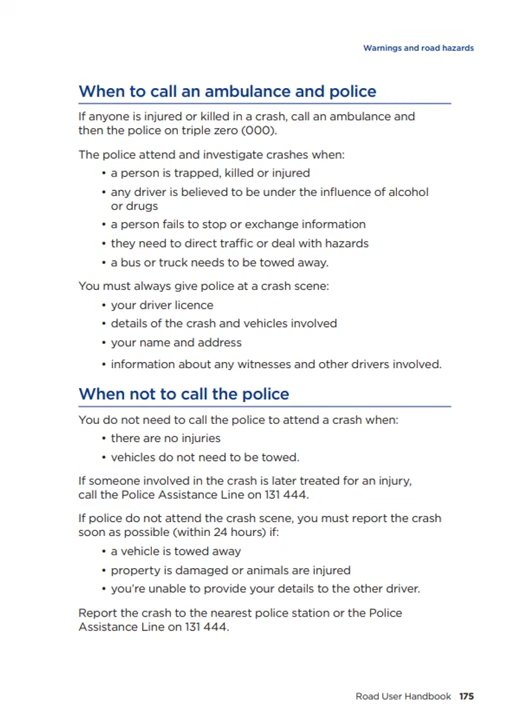 Warnings and road hazards
When to call an ambulance and police
If anyone is injured or killed in a crash, call an ambulance and
then the police on triple zero (000).
The police attend and investigate crashes when:
• a person is trapped, killed or injured
• any driver is believed to be under the influence of alcohol
or drugs
• a person fails to stop or exchange information
• they need to direct traffic or deal with hazards
• a bus or truck needs to be towed away.
You must always give police at a crash scene:
• your driver licence
• details of the crash and vehicles involved
• your name and address
• information about any witnesses and other drivers involved.
When not to call the police
You do not need to call the police to attend a crash when:
• there are no injuries
• vehicles do not need to be towed.
If someone involved in the crash is later treated for an injury,
call the Police Assistance Line on 131 444.
If police do not attend the crash scene, you must report the crash
soon as possible (within 24 hours) if:
• a vehicle is towed away
• property is damaged or animals are injured
• you're unable to provide your details to the other driver.
Report the crash to the nearest police station or the Police
Assistance Line on 131 444.
Road User Handbook 175